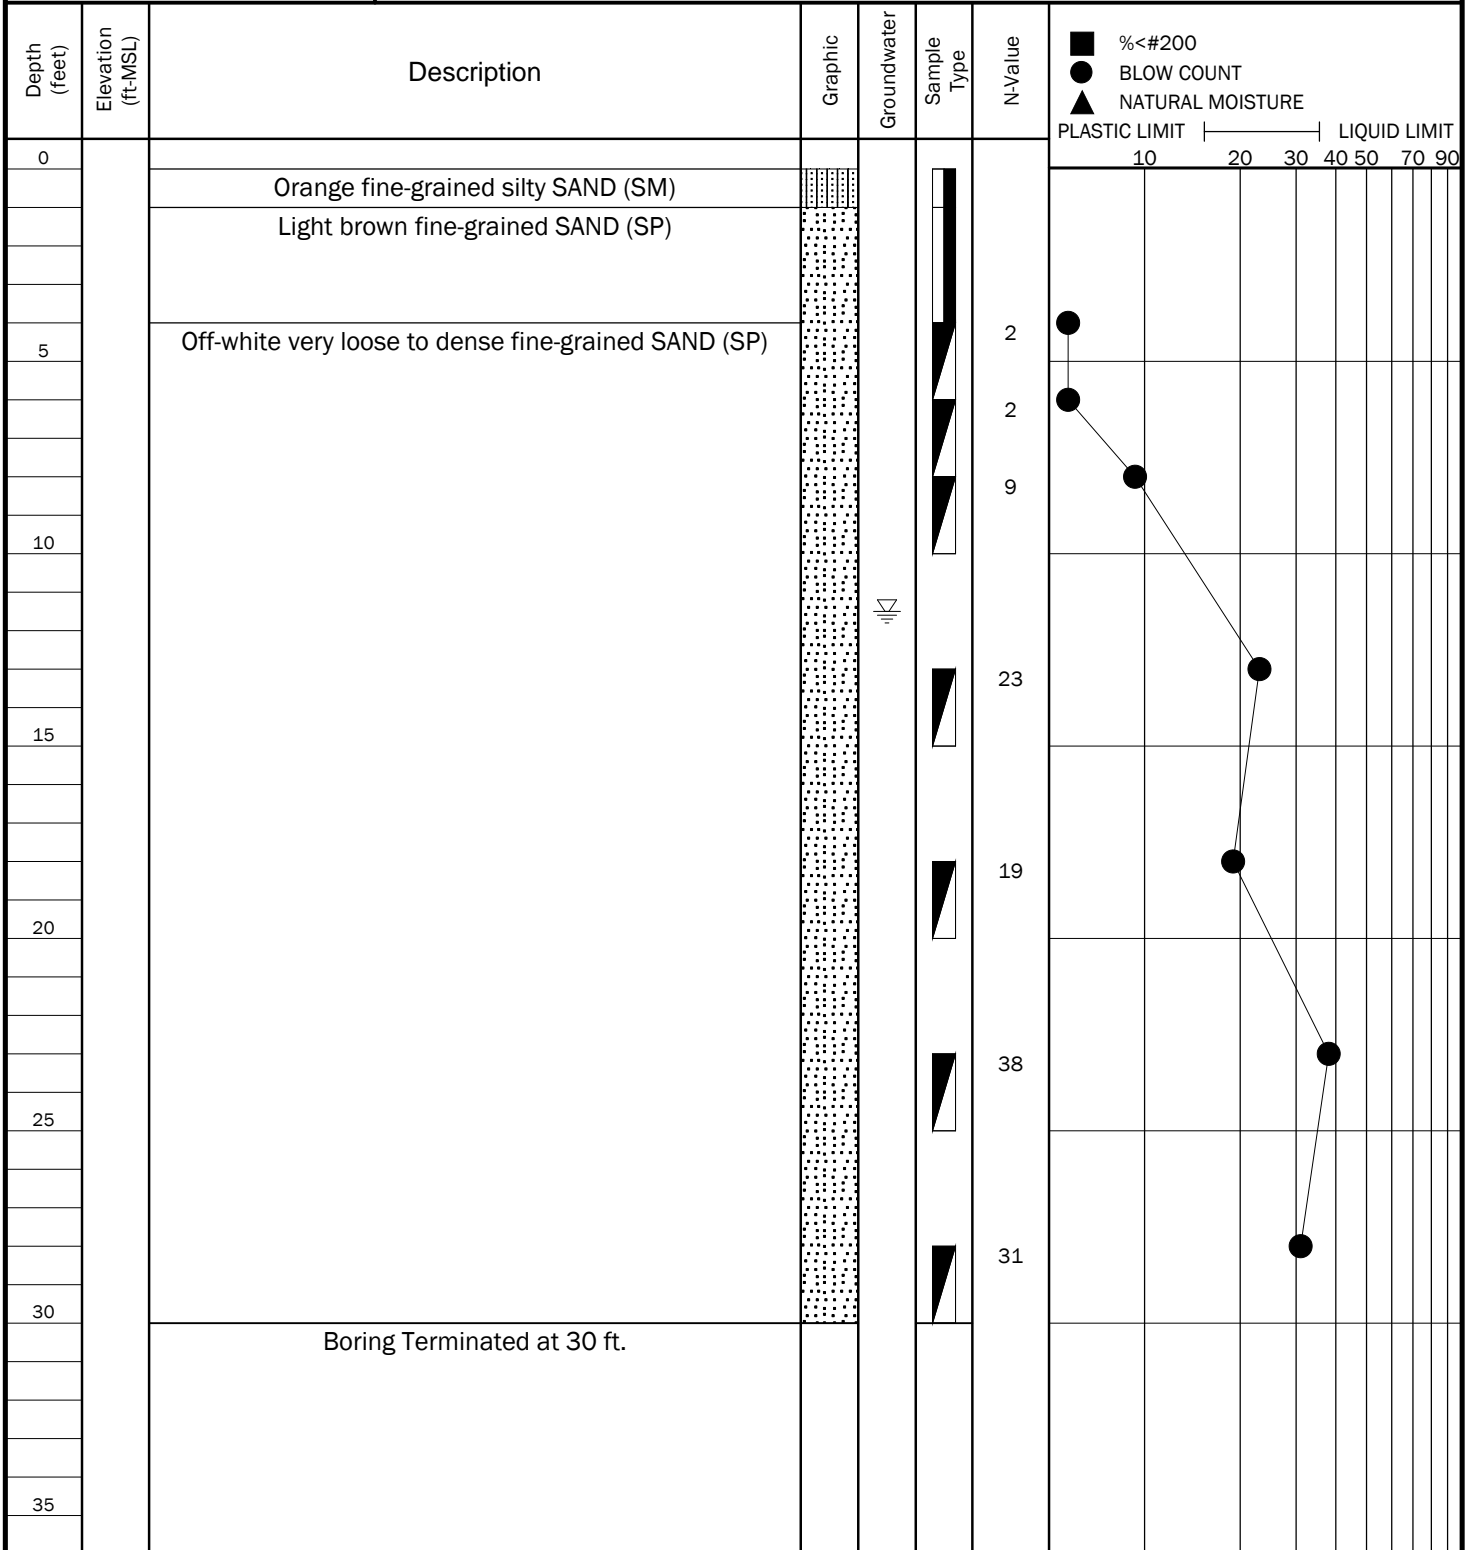 Depth (feet)
Elevation (ft-MSL)
Description
Graphic
Groundwater
Sample Type
N-Value
%<#200
BLOW COUNT
NATURAL MOISTURE
PLASTIC LIMIT LIQUID LIMIT
10 20 30 40 50 70 90
0
Orange fine-grained silty SAND (SM)
Light brown fine-grained SAND (SP)
2
Off-white very loose to dense fine-grained SAND (SP)
5
2
9
10
23
15
19
20
38
25
31
30
Boring Terminated at 30 ft.
35